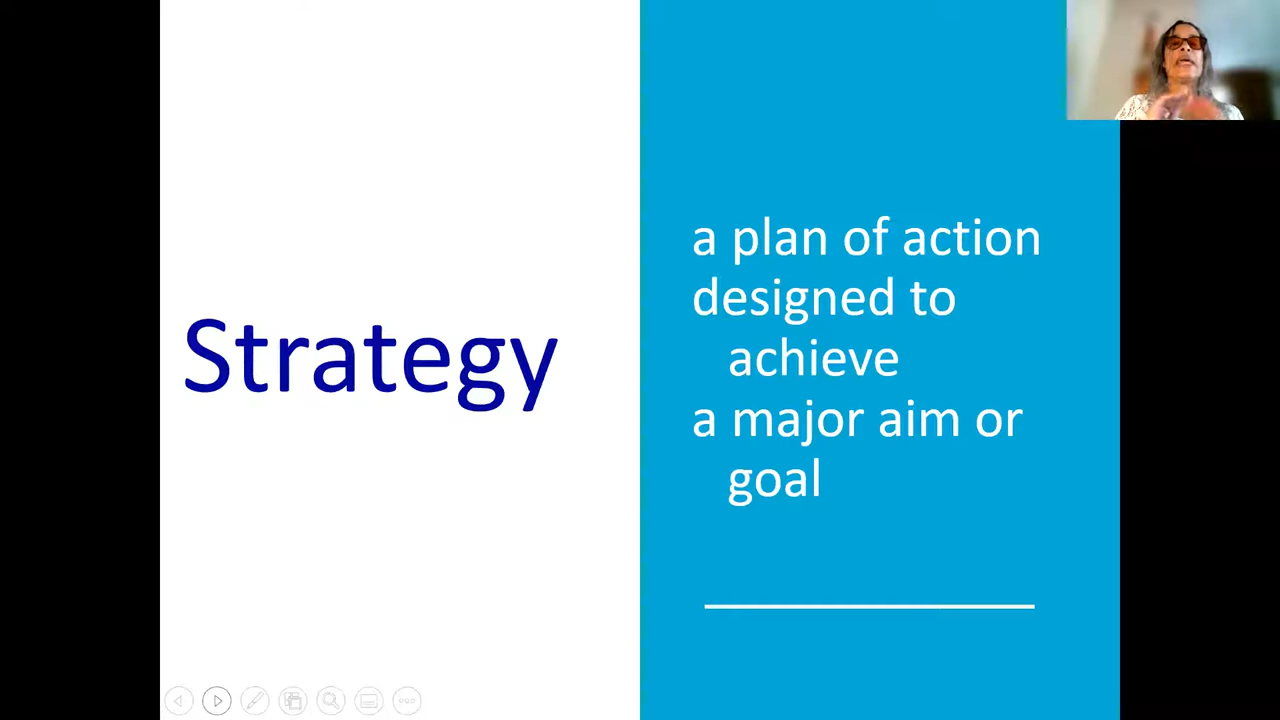 Strategy
a plan of action
designed to
achieve
a major aim or
goal